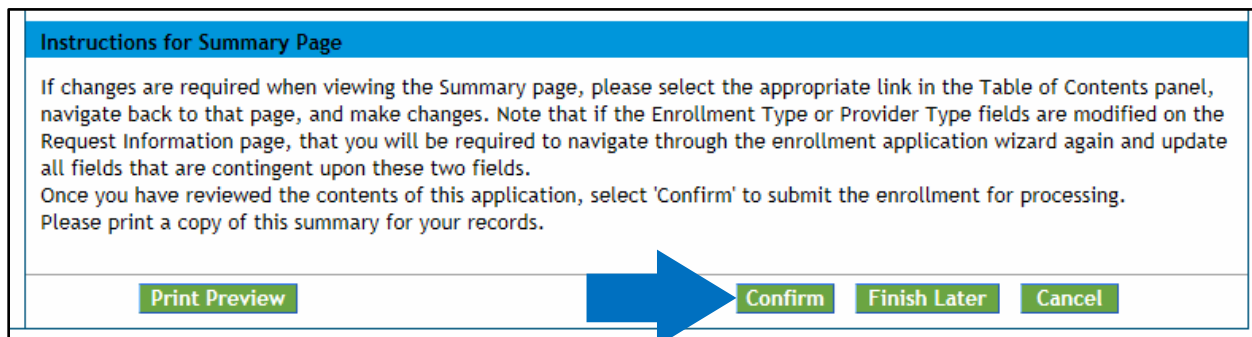 Instructions for Summary Page
If changes are required when viewing the Summary page, please select the appropriate link in the Table of Contents panel,
navigate back to that page, and make changes. Note that if the Enrollment Type or Provider Type fields are modified on the
Request Information page, that you will be required to navigate through the enrollment application wizard again and update
all fields that are contingent upon these two fields.
Once you have reviewed the contents of this application, select 'Confirm' to submit the enrollment for processing.
Please print a copy of this summary for your records.
Print Preview Confirm Finish Later Cancel